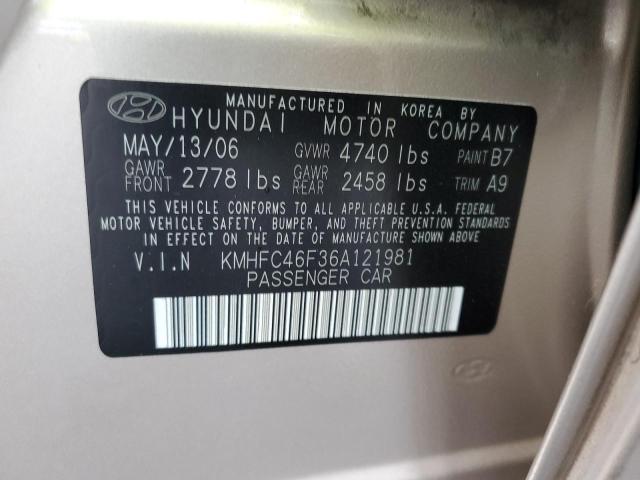 MANUFACTURED IN KOREA BY
HYUNDAI MOTOR COMPANY
MAY/13/06 GVWR 4740 lbs PAINT B7
GAWR FRONT 2778 lbs GAWR REAR 2458 lbs TRIM A9
THIS VEHICLE CONFORMS TO ALL APPLICABLE U.S.A. FEDERAL
MOTOR VEHICLE SAFETY, BUMPER, AND THEFT PREVENTION STANDARDS
IN EFFECT ON THE DATE OF MANUFACTURE SHOWN ABOVE
V.I.N KMHFC46F36A121981
PASSENGER CAR